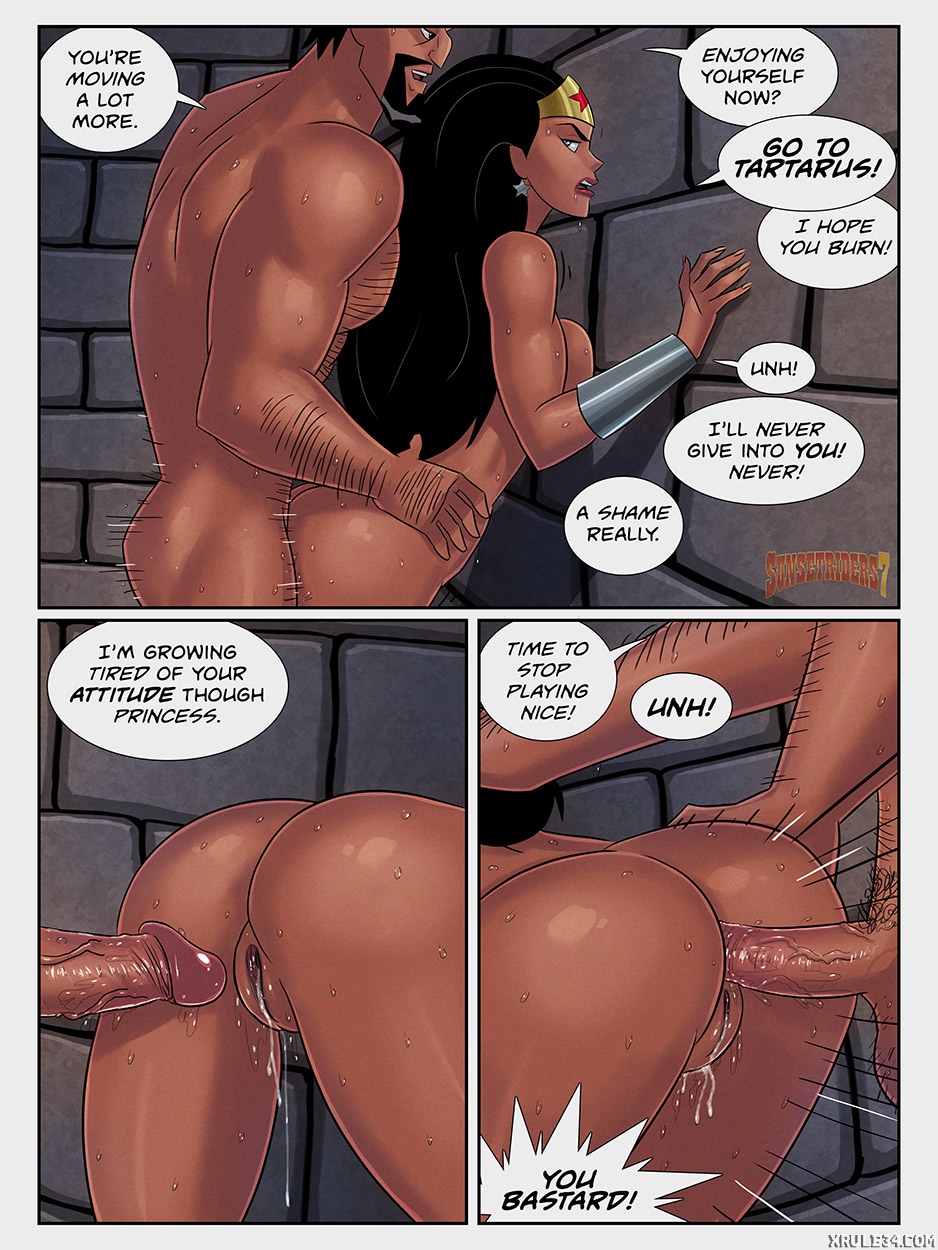 YOU'RE
MOVING
A LOT
MORE.
ENJOYING
YOURSELF
NOW?
GO TO
TARTARUS!
I HOPE
YOU BURN!
UNH!
I'LL NEVER
GIVE INTO YOU!
NEVER!
A SHAME
REALLY.
SUNSETRIDERS7
I'M GROWING
TIRED OF YOUR
ATTITUDE THOUGH
PRINCESS.
TIME TO
STOP
PLAYING
NICE!
UNH!
YOU
BASTARD!
XRULE34.COM